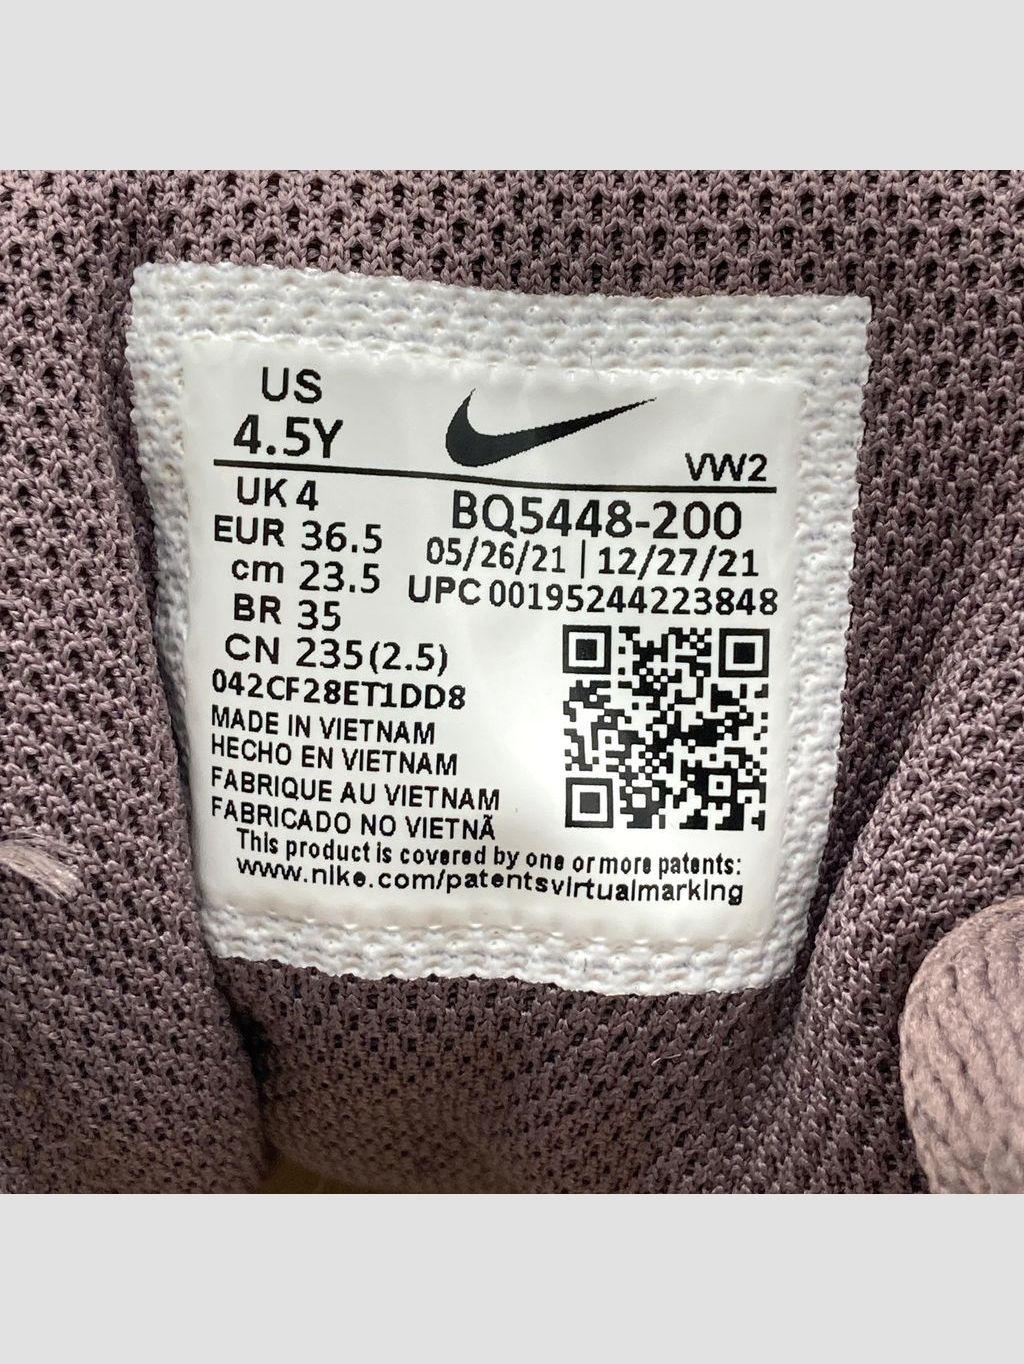 US
4.5Y
VW2
UK 4
EUR 36.5
cm 23.5
BR 35
CN 235(2.5)
BQ5448-200
05/26/21 | 12/27/21
UPC 00195244223848
042CF28ET1DD8
MADE IN VIETNAM
HECHO EN VIETNAM
FABRIQUE AU VIETNAM
FABRICADO NO VIETNÃ
This product is covered by one or more patents:
www.nike.com/patentsvirtualmarking